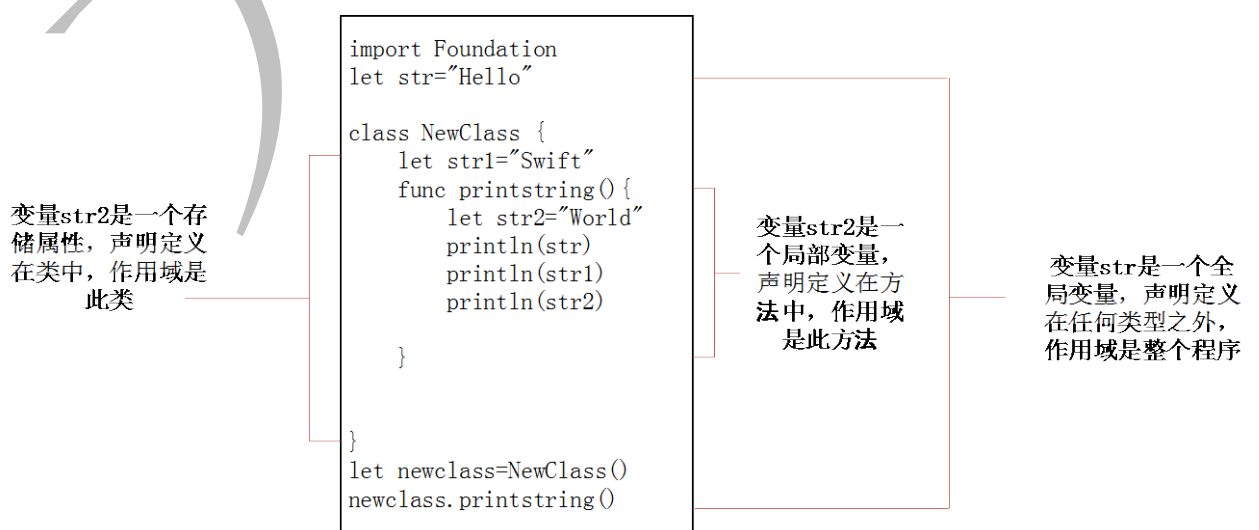 import Foundation
let str="Hello"
class NewClass {
let str1="Swift"
func printstring(){
let str2="World"
println(str)
println(str1)
println(str2)
}
}
let newclass=NewClass()
newclass.printstring()
变量str2是一个存
储属性，声明定义
在类中，作用域是
此类
变量str2是一
个局部变量，
声明定义在方
法中，作用域
是此方法
变量str是一个全
局变量，声明定义
在任何类型之外，
作用域是整个程序